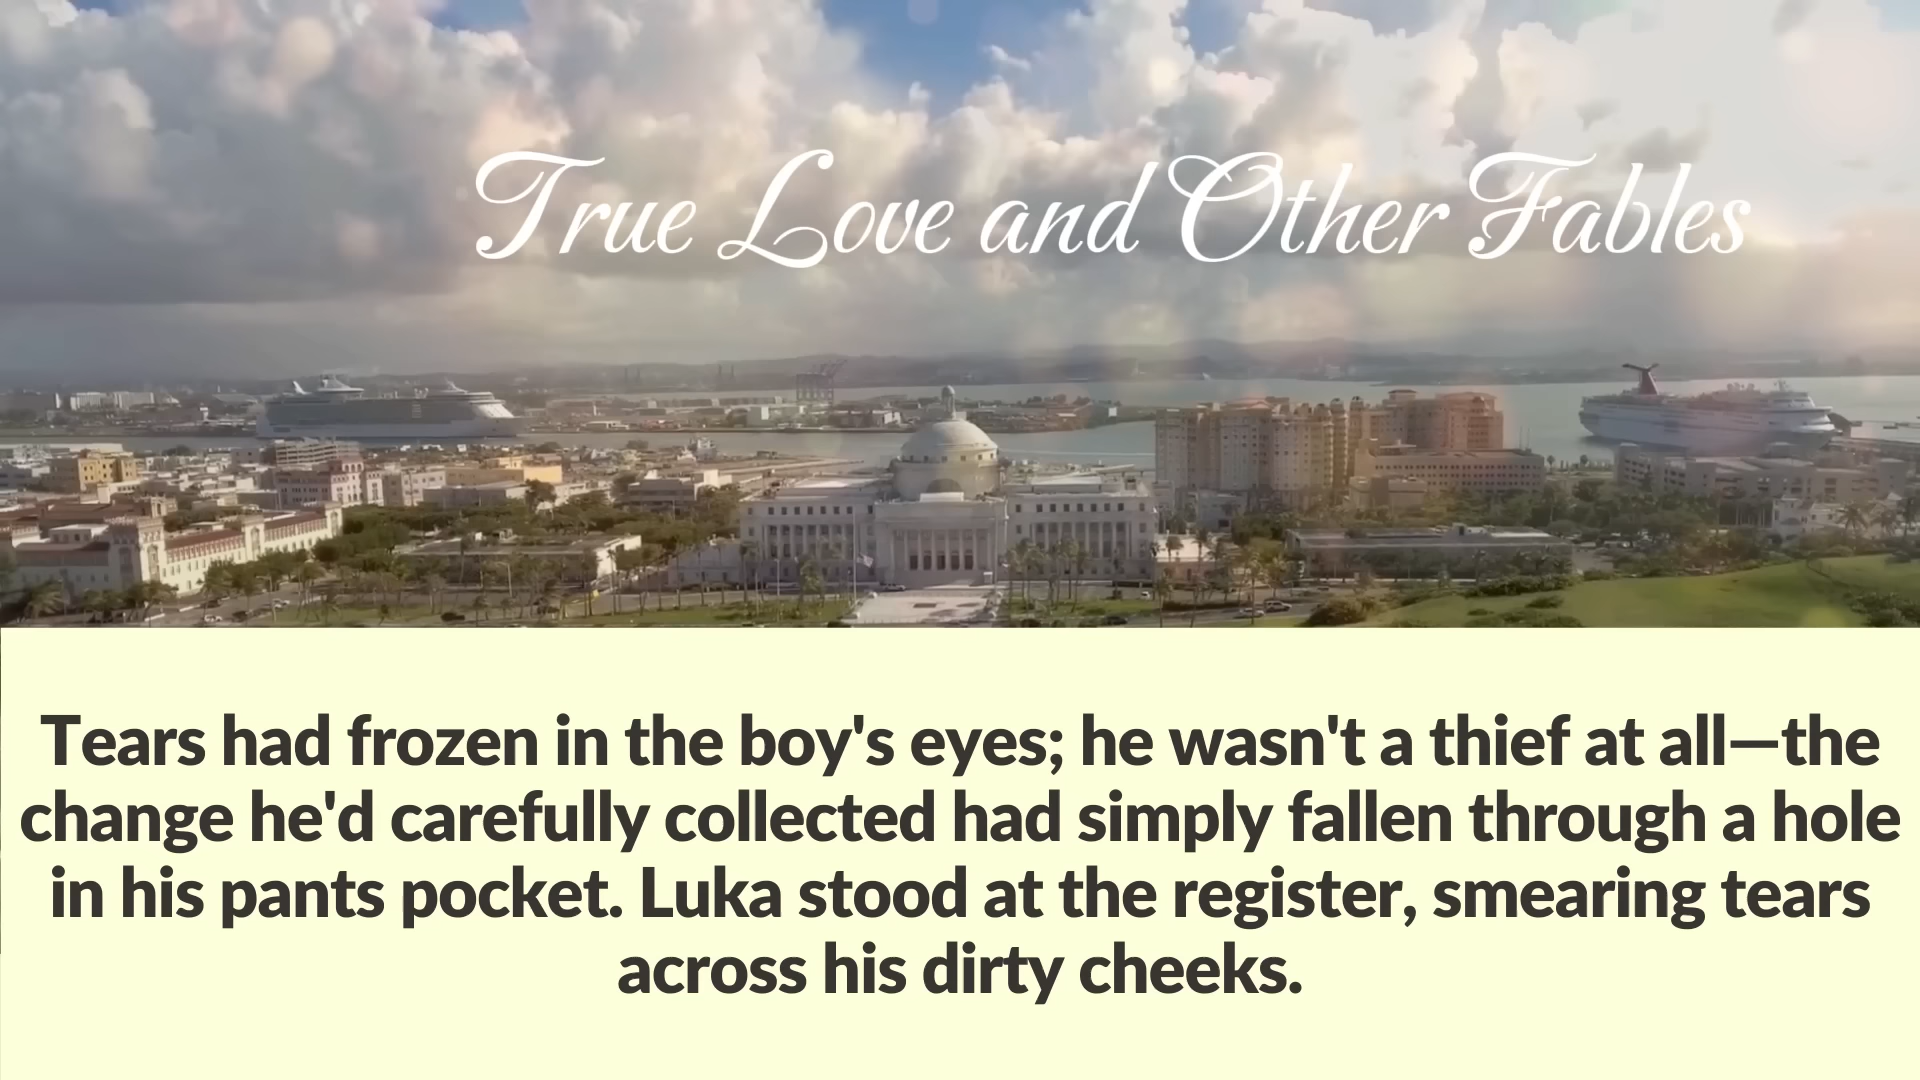 True Love and Other Fables
Tears had frozen in the boy's eyes; he wasn't a thief at all—the
change he'd carefully collected had simply fallen through a hole
in his pants pocket. Luka stood at the register, smearing tears
across his dirty cheeks.